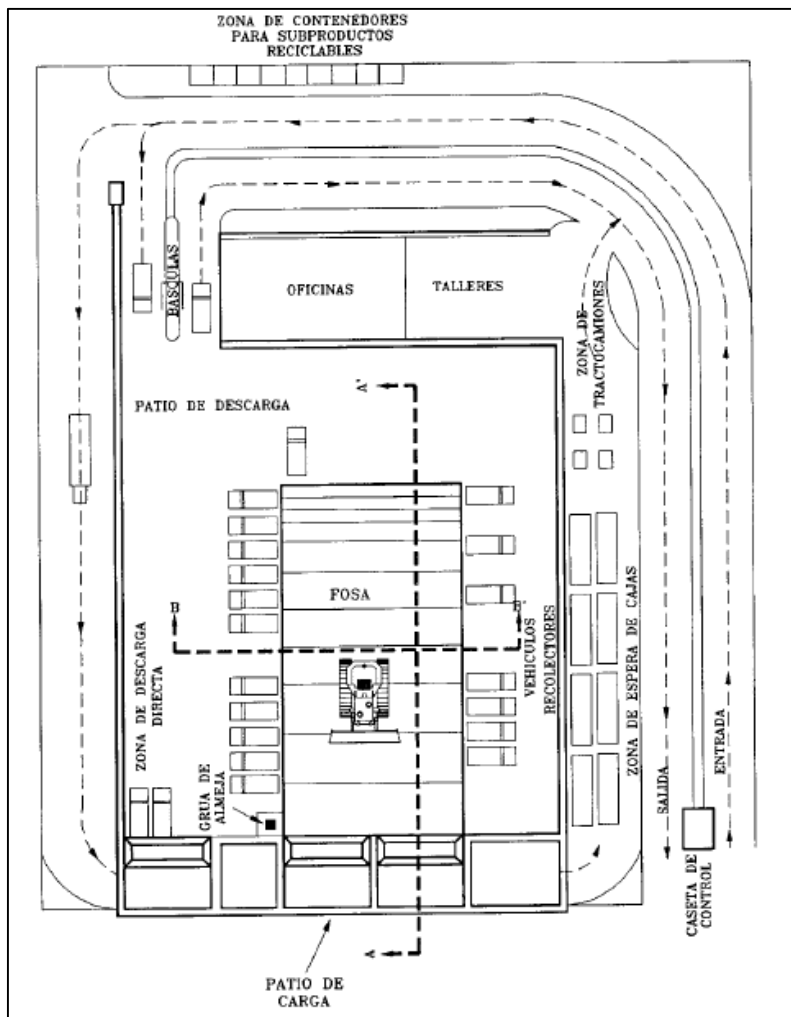 ZONA DE CONTENEDORES
PARA SUBPRODUCTOS
RECICLABLES
BASCULAS
OFICINAS
TALLERES
ZONA DE
TRACTOCAMIONES
A'
PATIO DE DESCARGA
FOSA
B
B'
VEHICULOS
RECOLECTORES
ZONA DE DESCARGA
DIRECTA
ZONA DE ESPERA DE CAJAS
ENTRADA
SALIDA
GRUA DE
ALMEJA
CASETA DE
CONTROL
A
PATIO DE
CARGA